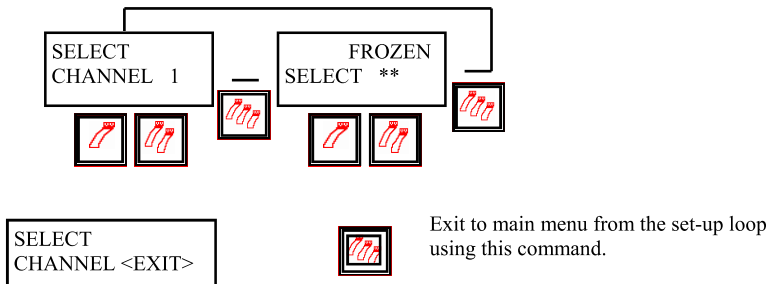 SELECT
CHANNEL 1
FROZEN
SELECT **
SELECT
CHANNEL <EXIT>
Exit to main menu from the set-up loop
using this command.